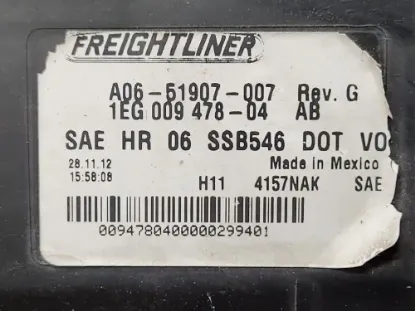 FREIGHTLINER
A06-51907-007 Rev. G
1EG 009 478-04 AB
SAE HR 06 SSB546 DOT VO
28.11.12 Made in Mexico
15:58:08
H11 4157NAK SAE
0094780400000299401